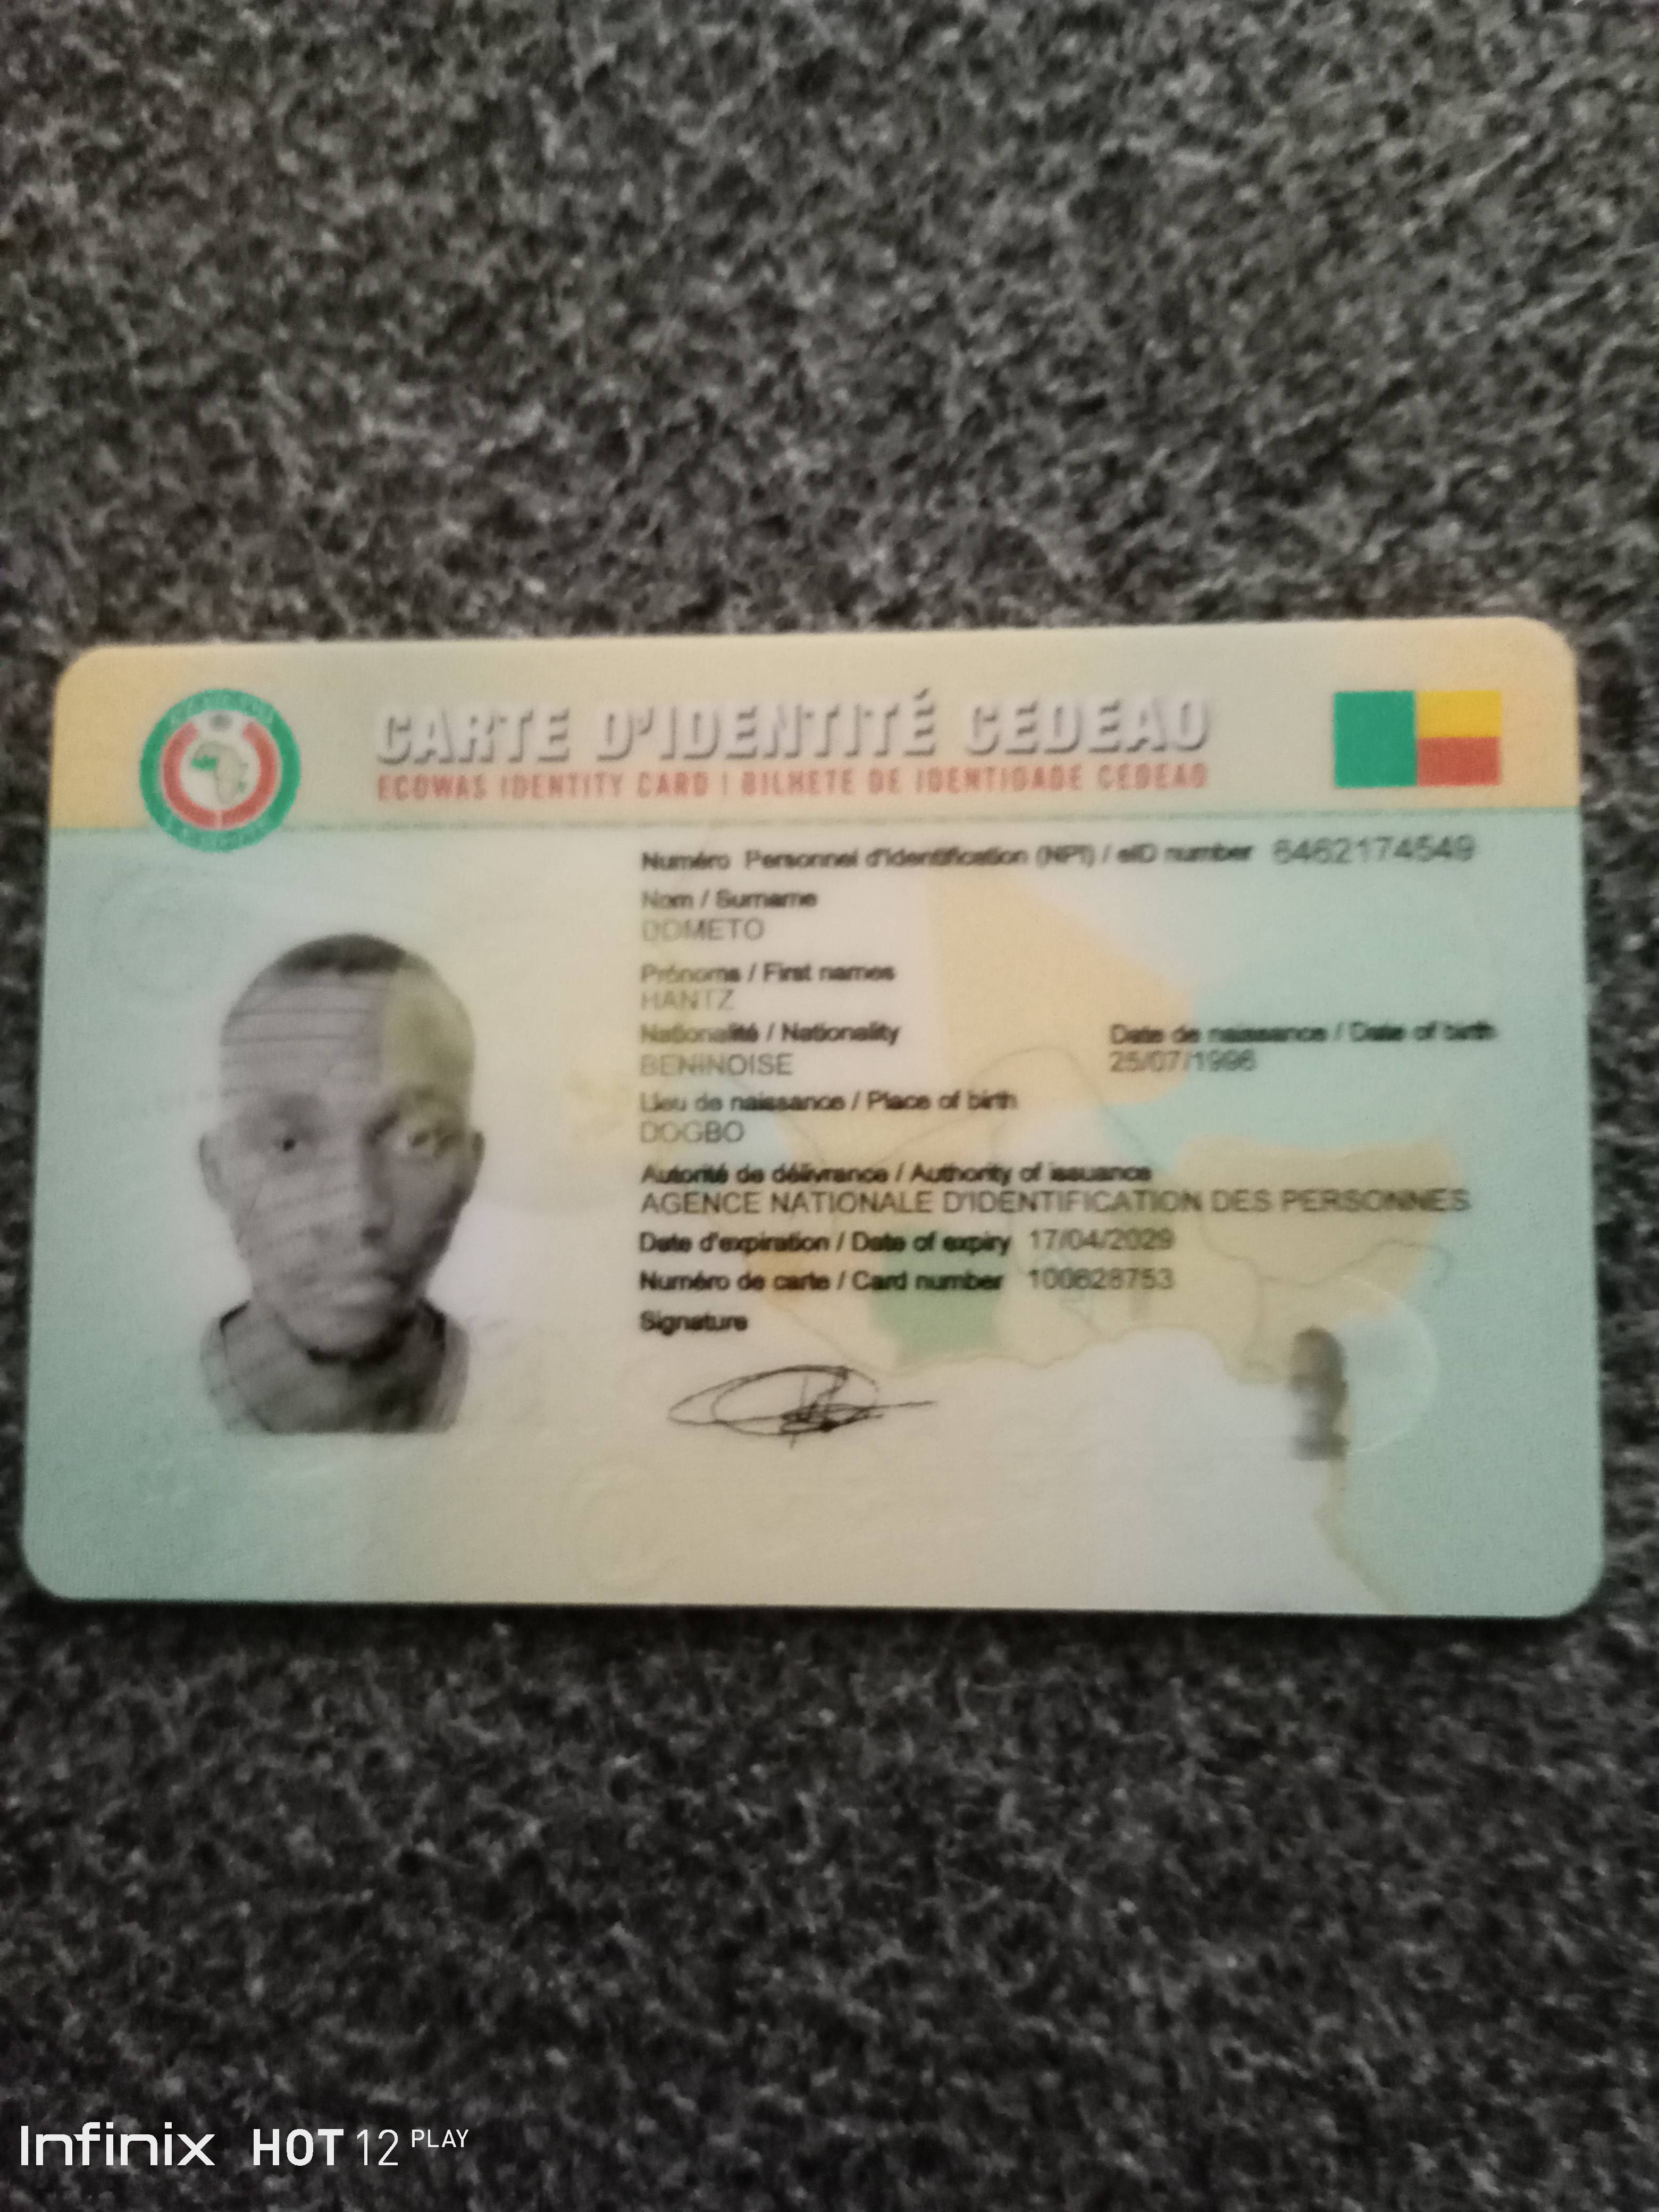 CARTE D'IDENTITÉ CEDEAO
ECOWAS IDENTITY CARD | BILHETE DE IDENTIDADE CEDEAO
Numéro Personnel d'Identification (NPI) / eID number 6462174549
Nom / Surname
DOMETO
Prénoms / First names
HANTZ
Nationalité / Nationality
BENINOISE
Date de naissance / Date of birth
25/07/1996
Lieu de naissance / Place of birth
DOGBO
Autorité de délivrance / Authority of issuance
AGENCE NATIONALE D'IDENTIFICATION DES PERSONNES
Date d'expiration / Date of expiry 17/04/2029
Numéro de carte / Card number 100628753
Signature
Infinix HOT 12 PLAY